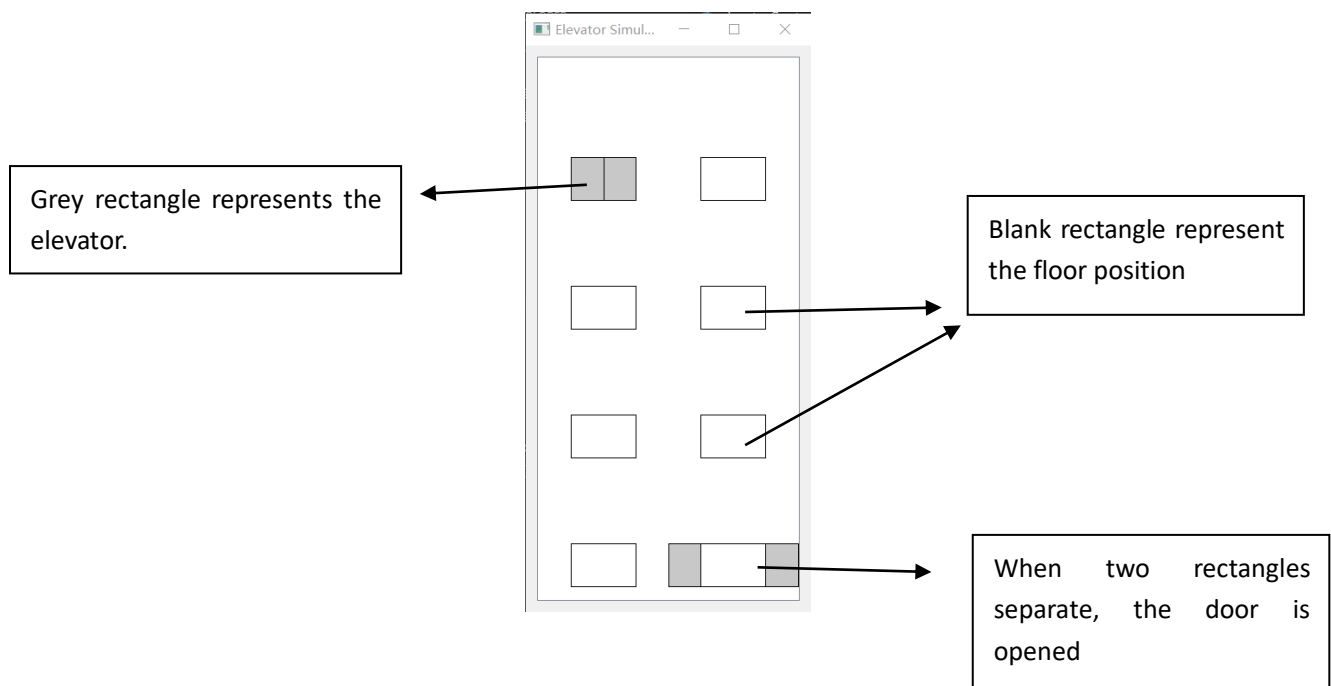 Elevator Simul...
Grey rectangle represents the
elevator.
Blank rectangle represent
the floor position
When two rectangles
separate, the door is
opened